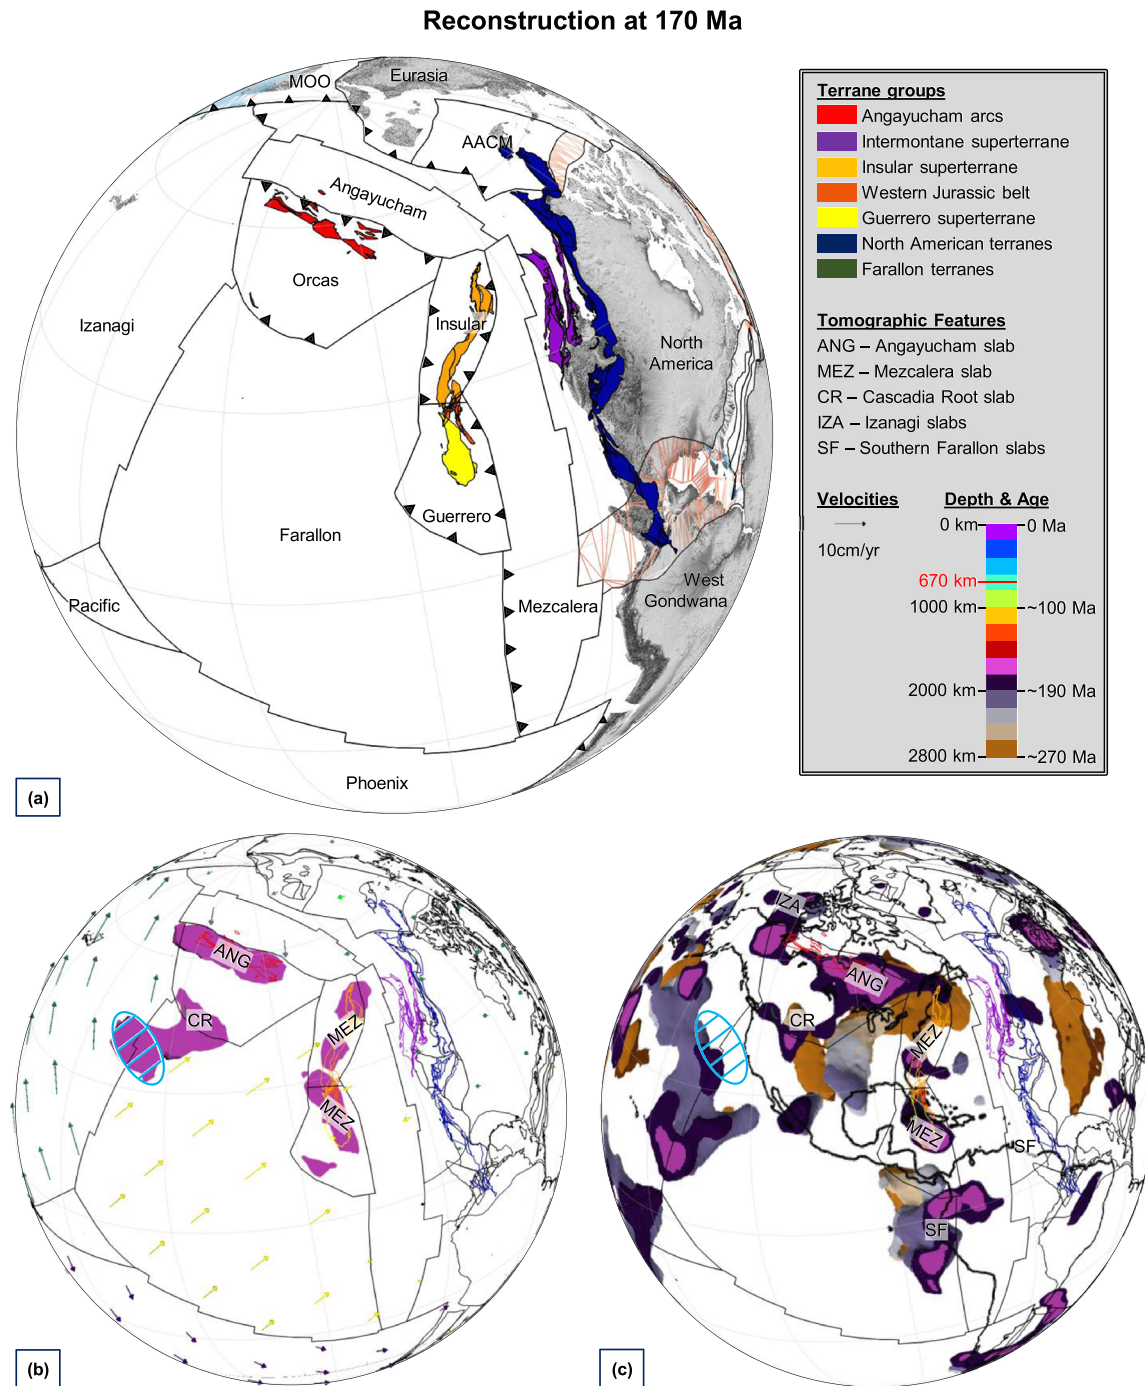 Reconstruction at 170 Ma
MOO
Eurasia
AACM
Angayucham
Orcas
Izanagi
Insular
North
America
Farallon
Guerrero
Pacific
Mezcalera
West
Gondwana
Phoenix
(a)
Terrane groups
Angayucham arcs
Intermontane superterrane
Insular superterrane
Western Jurassic belt
Guerrero superterrane
North American terranes
Farallon terranes
Tomographic Features
ANG – Angayucham slab
MEZ – Mezcalera slab
CR – Cascadia Root slab
IZA – Izanagi slabs
SF – Southern Farallon slabs
Velocities
10cm/yr
Depth & Age
0 km 0 Ma
670 km
1000 km ~100 Ma
2000 km ~190 Ma
2800 km ~270 Ma
ANG
CR
MEZ
MEZ
(b)
IZA
ANG
CR
MEZ
MEZ
SF
SF
(c)